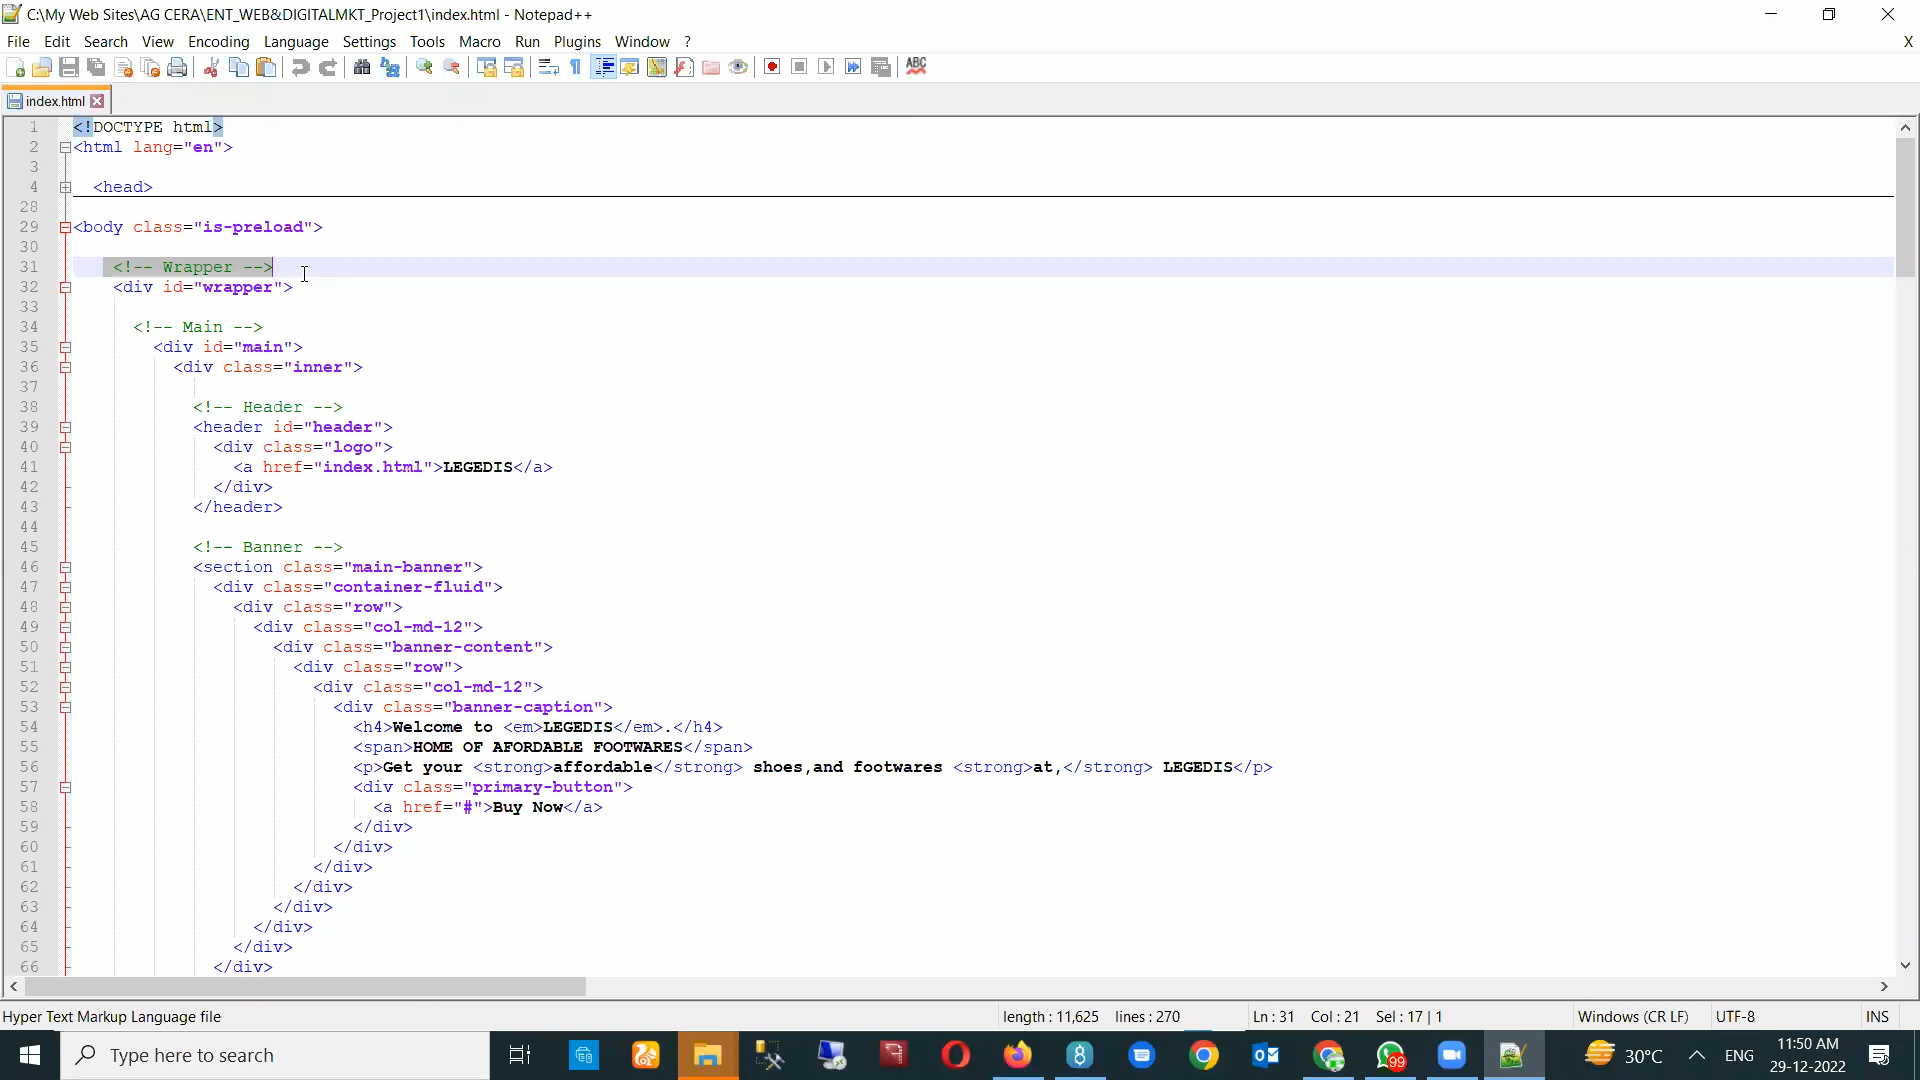 C:\My Web Sites\AG CERA\ENT_WEB&DIGITALMKT_Project1\index.html - Notepad++
File Edit Search View Encoding Language Settings Tools Macro Run Plugins Window ? X
ABC
index.html
1 <!DOCTYPE html>
2 <html lang="en">
3
4 <head>
28
29 <body class="is-preload">
30
31 <!-- Wrapper -->
32 <div id="wrapper">
33
34 <!-- Main -->
35 <div id="main">
36 <div class="inner">
37
38 <!-- Header -->
39 <header id="header">
40 <div class="logo">
41 <a href="index.html">LEGEDIS</a>
42 </div>
43 </header>
44
45 <!-- Banner -->
46 <section class="main-banner">
47 <div class="container-fluid">
48 <div class="row">
49 <div class="col-md-12">
50 <div class="banner-content">
51 <div class="row">
52 <div class="col-md-12">
53 <div class="banner-caption">
54 <h4>Welcome to <em>LEGEDIS</em>.</h4>
55 <span>HOME OF AFORDABLE FOOTWARES</span>
56 <p>Get your <strong>affordable</strong> shoes,and footwares <strong>at,</strong> LEGEDIS</p>
57 <div class="primary-button">
58 <a href="#">Buy Now</a>
59 </div>
60 </div>
61 </div>
62 </div>
63 </div>
64 </div>
65 </div>
66 </div>
Hyper Text Markup Language file length : 11,625 lines : 270 Ln : 31 Col : 21 Sel : 17 | 1 Windows (CR LF) UTF-8 INS
Type here to search 8 99 30°C ENG 11:50 AM
29-12-2022